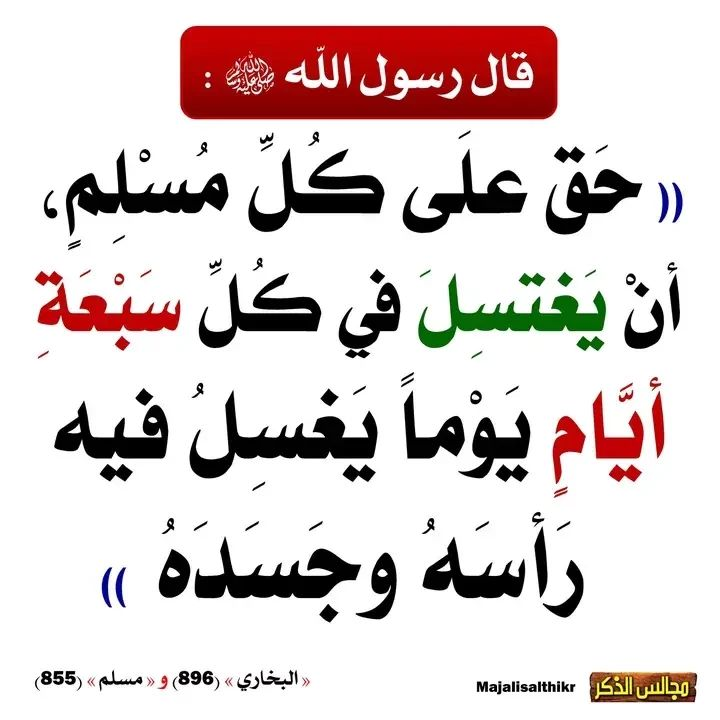 قال رسول الله ﷺ :
(( حَق علَى كُلِّ مُسْلِمٍ،
أنْ يَغتسِلَ في كُلِّ سَبْعَةِ
أيَّامٍ يَوْماً يَغسِلُ فيه
رَأسَهُ وجَسَدَهُ ))
« البخاري » (896) و « مسلم » (855)
Majalisalthikr
مجالس الذكر